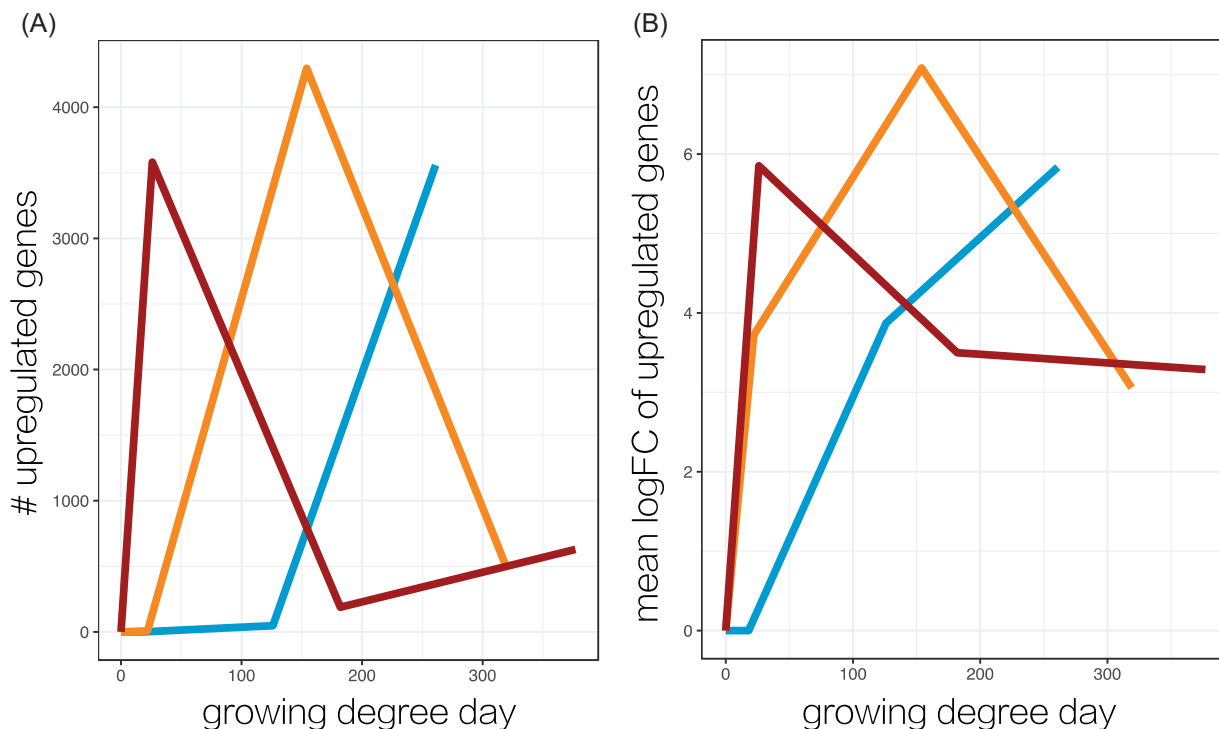 (A)
# upregulated genes
4000
3000
2000
1000
0
0 100 200 300
growing degree day
(B)
mean logFC of upregulated genes
6
4
2
0
0 100 200 300
growing degree day